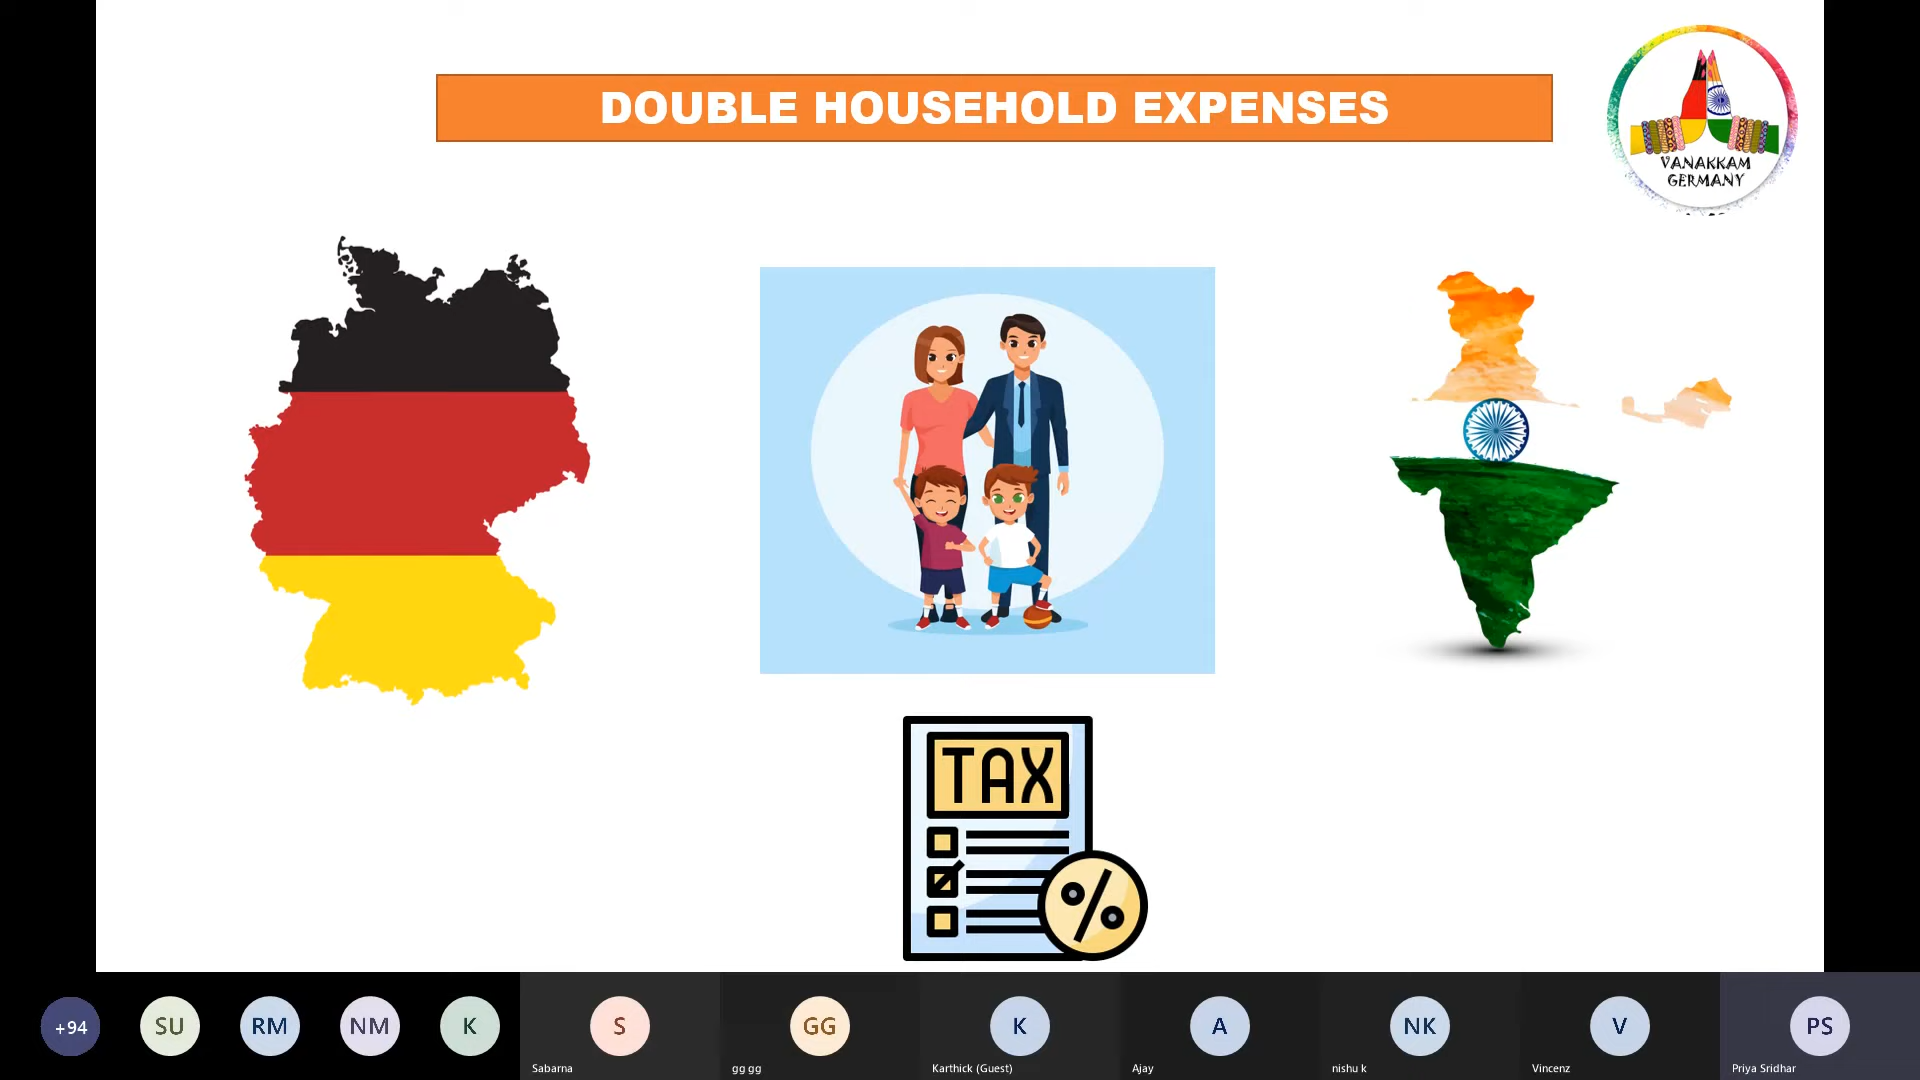 DOUBLE HOUSEHOLD EXPENSES
VANAKKAM
GERMANY
TAX
%
+94
SU
RM
NM
K
S
GG
K
A
NK
V
PS
Sabarna
gg gg
Karthick (Guest)
Ajay
nishu k
Vincenz
Priya Sridhar